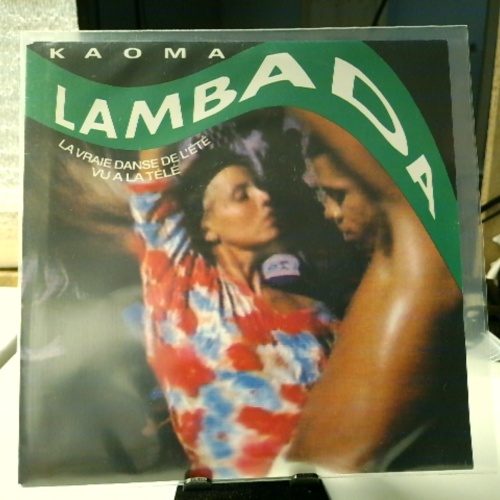 KAOMA
LAMBADA
LA VRAIE DANSE DE L'ÉTÉ
VU A LA TÉLÉ